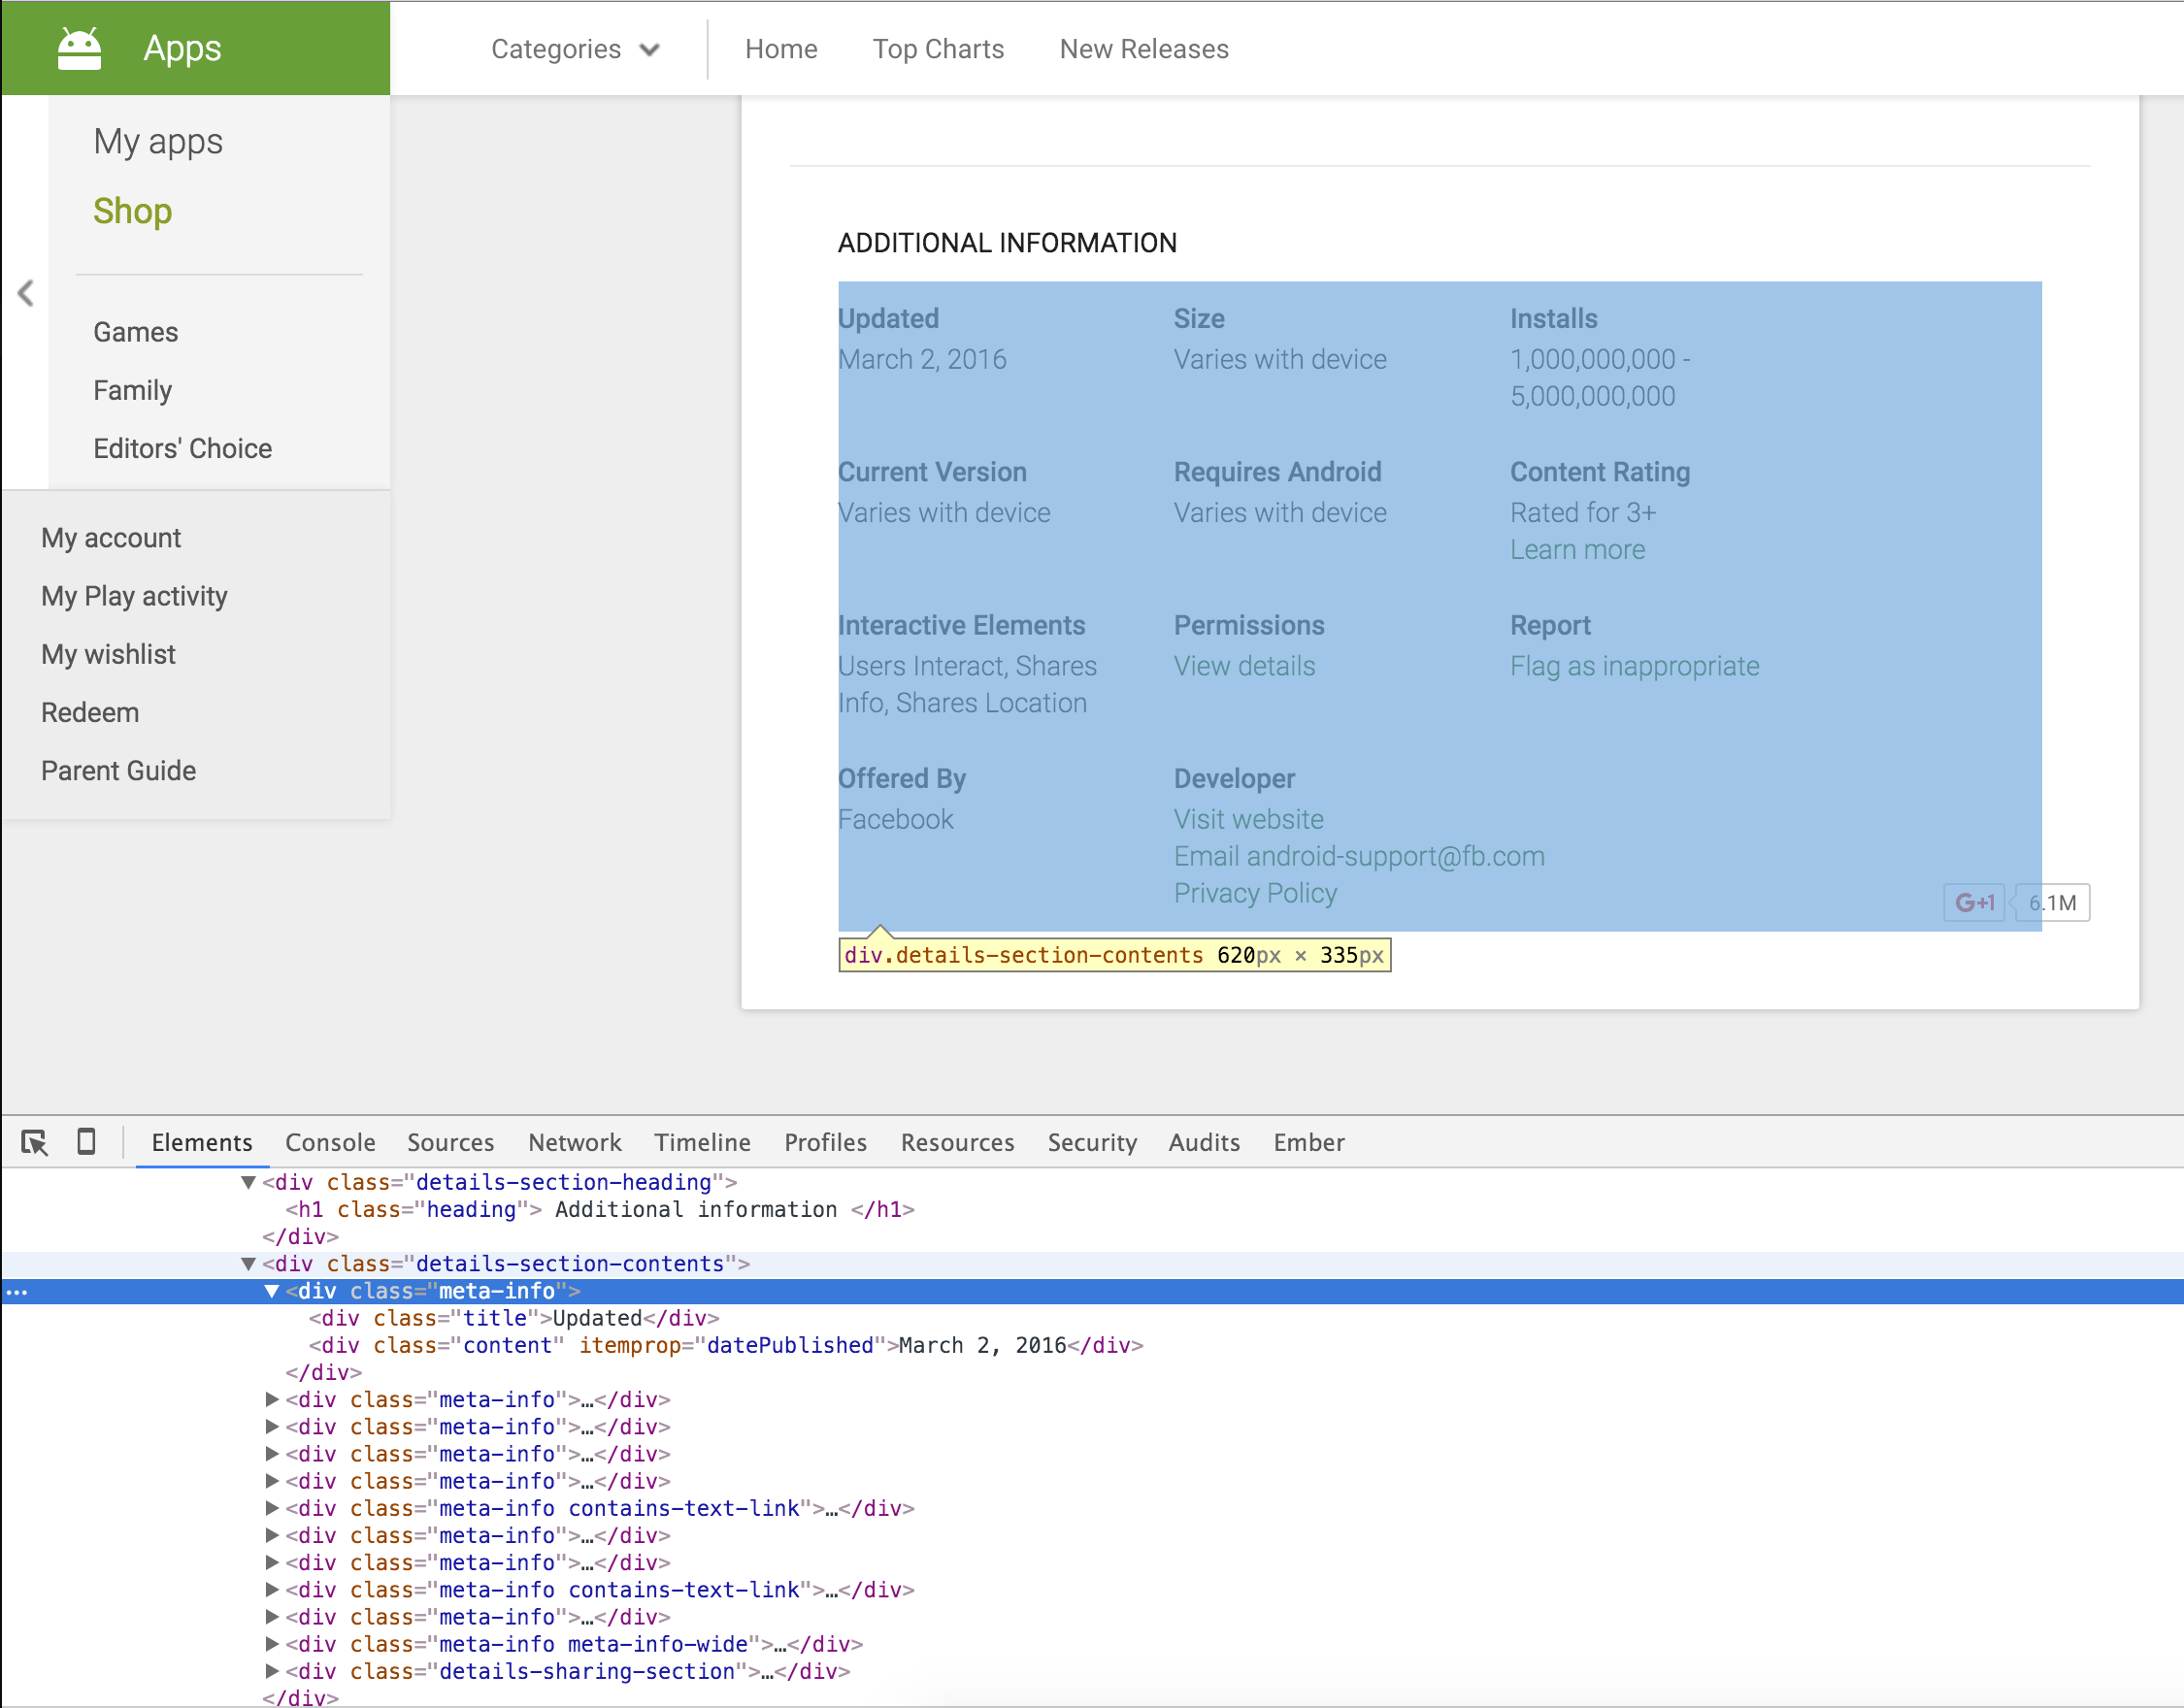 Apps
Categories
Home
Top Charts
New Releases
My apps
Shop
Games
Family
Editors' Choice
My account
My Play activity
My wishlist
Redeem
Parent Guide
ADDITIONAL INFORMATION
Updated
March 2, 2016
Size
Varies with device
Installs
1,000,000,000 -
5,000,000,000
Current Version
Varies with device
Requires Android
Varies with device
Content Rating
Rated for 3+
Learn more
Interactive Elements
Users Interact, Shares
Info, Shares Location
Permissions
View details
Report
Flag as inappropriate
Offered By
Facebook
Developer
Visit website
Email android-support@fb.com
Privacy Policy
G+1
6.1M
div.details-section-contents 620px × 335px
Elements Console Sources Network Timeline Profiles Resources Security Audits Ember
▼<div class="details-section-heading">
<h1 class="heading"> Additional information </h1>
</div>
▼<div class="details-section-contents">
… ▼<div class="meta-info">
<div class="title">Updated</div>
<div class="content" itemprop="datePublished">March 2, 2016</div>
</div>
▶<div class="meta-info">…</div>
▶<div class="meta-info">…</div>
▶<div class="meta-info">…</div>
▶<div class="meta-info">…</div>
▶<div class="meta-info contains-text-link">…</div>
▶<div class="meta-info">…</div>
▶<div class="meta-info">…</div>
▶<div class="meta-info contains-text-link">…</div>
▶<div class="meta-info">…</div>
▶<div class="meta-info meta-info-wide">…</div>
▶<div class="details-sharing-section">…</div>
</div>